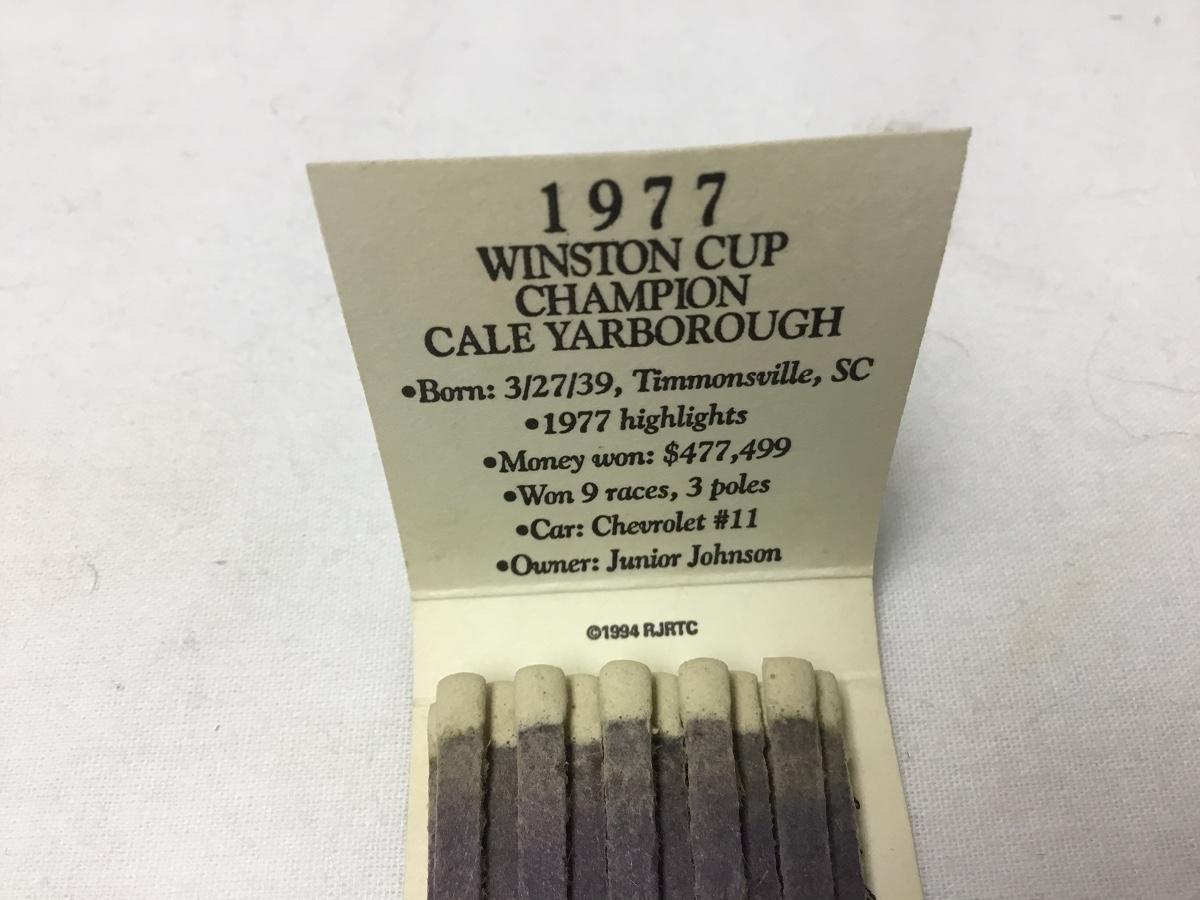 1977
WINSTON CUP
CHAMPION
CALE YARBOROUGH
•Born: 3/27/39, Timmonsville, SC
•1977 highlights
•Money won: $477,499
•Won 9 races, 3 poles
•Car: Chevrolet #11
•Owner: Junior Johnson
©1994 RJRTC